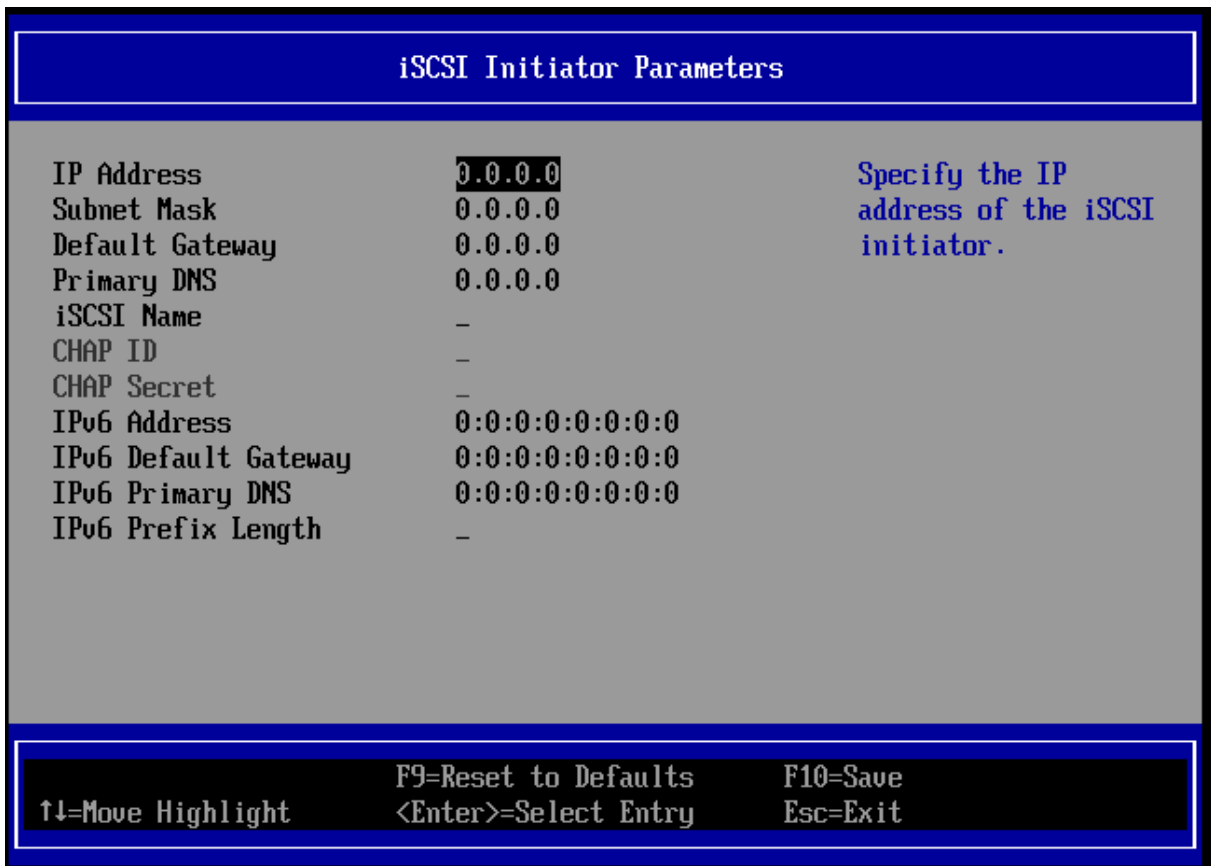 iSCSI Initiator Parameters
IP Address 0.0.0.0 Specify the IP
Subnet Mask 0.0.0.0 address of the iSCSI
Default Gateway 0.0.0.0 initiator.
Primary DNS 0.0.0.0
iSCSI Name _
CHAP ID _
CHAP Secret _
IPv6 Address 0:0:0:0:0:0:0:0
IPv6 Default Gateway 0:0:0:0:0:0:0:0
IPv6 Primary DNS 0:0:0:0:0:0:0:0
IPv6 Prefix Length _
F9=Reset to Defaults F10=Save
↑↓=Move Highlight <Enter>=Select Entry Esc=Exit